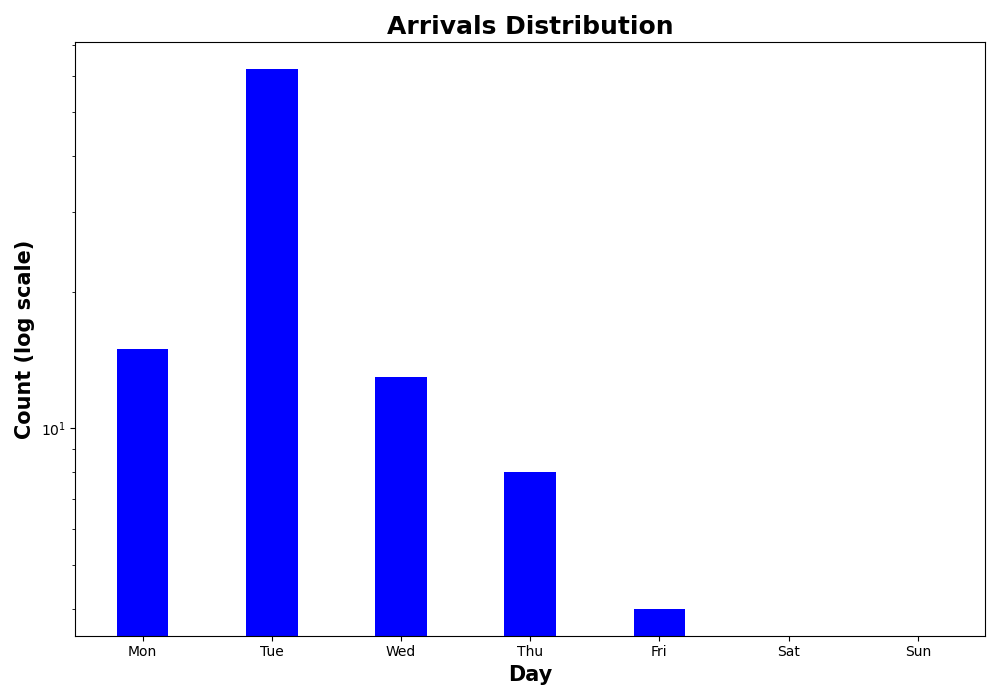 Arrivals Distribution
Count (log scale)
10¹
Mon Tue Wed Thu Fri Sat Sun
Day